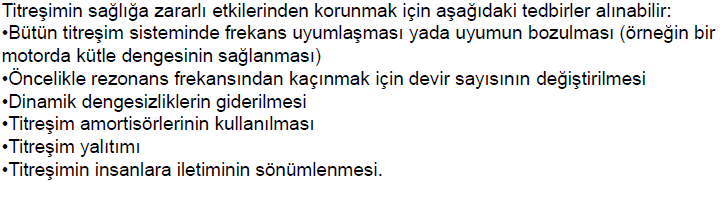 Titreşimin sağlığa zararlı etkilerinden korunmak için aşağıdaki tedbirler alınabilir:
•Bütün titreşim sisteminde frekans uyumlaşması yada uyumun bozulması (örneğin bir
motorda kütle dengesinin sağlanması)
•Öncelikle rezonans frekansından kaçınmak için devir sayısının değiştirilmesi
•Dinamik dengesizliklerin giderilmesi
•Titreşim amortisörlerinin kullanılması
•Titreşim yalıtımı
•Titreşimin insanlara iletiminin sönümlenmesi.